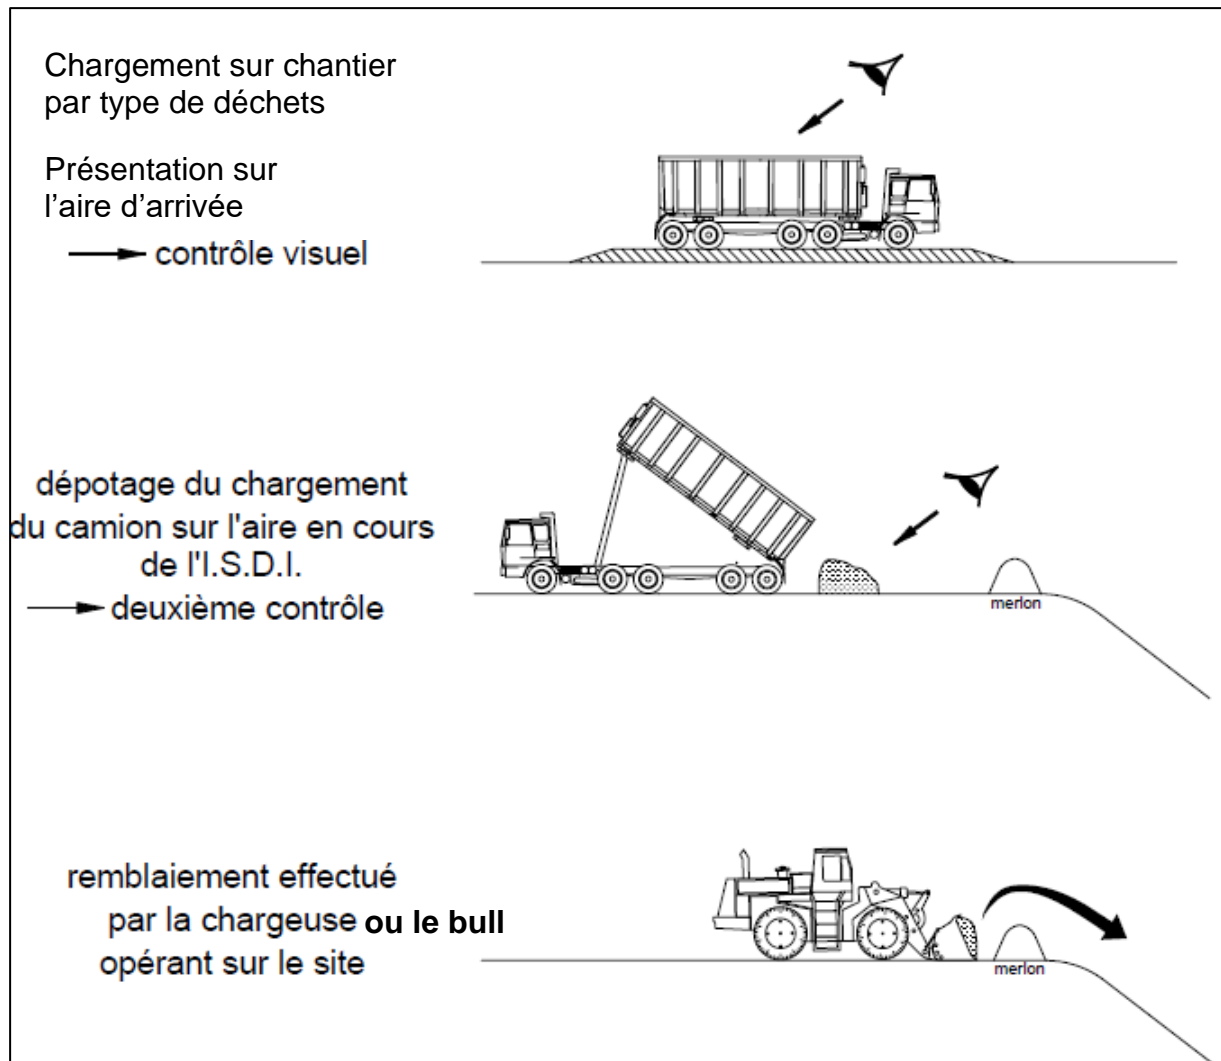 Chargement sur chantier
par type de déchets
Présentation sur
l'aire d'arrivée
contrôle visuel
dépotage du chargement
du camion sur l'aire en cours
de l'I.S.D.I.
deuxième contrôle
merlon
remblaiement effectué
par la chargeuse ou le bull
opérant sur le site
merlon